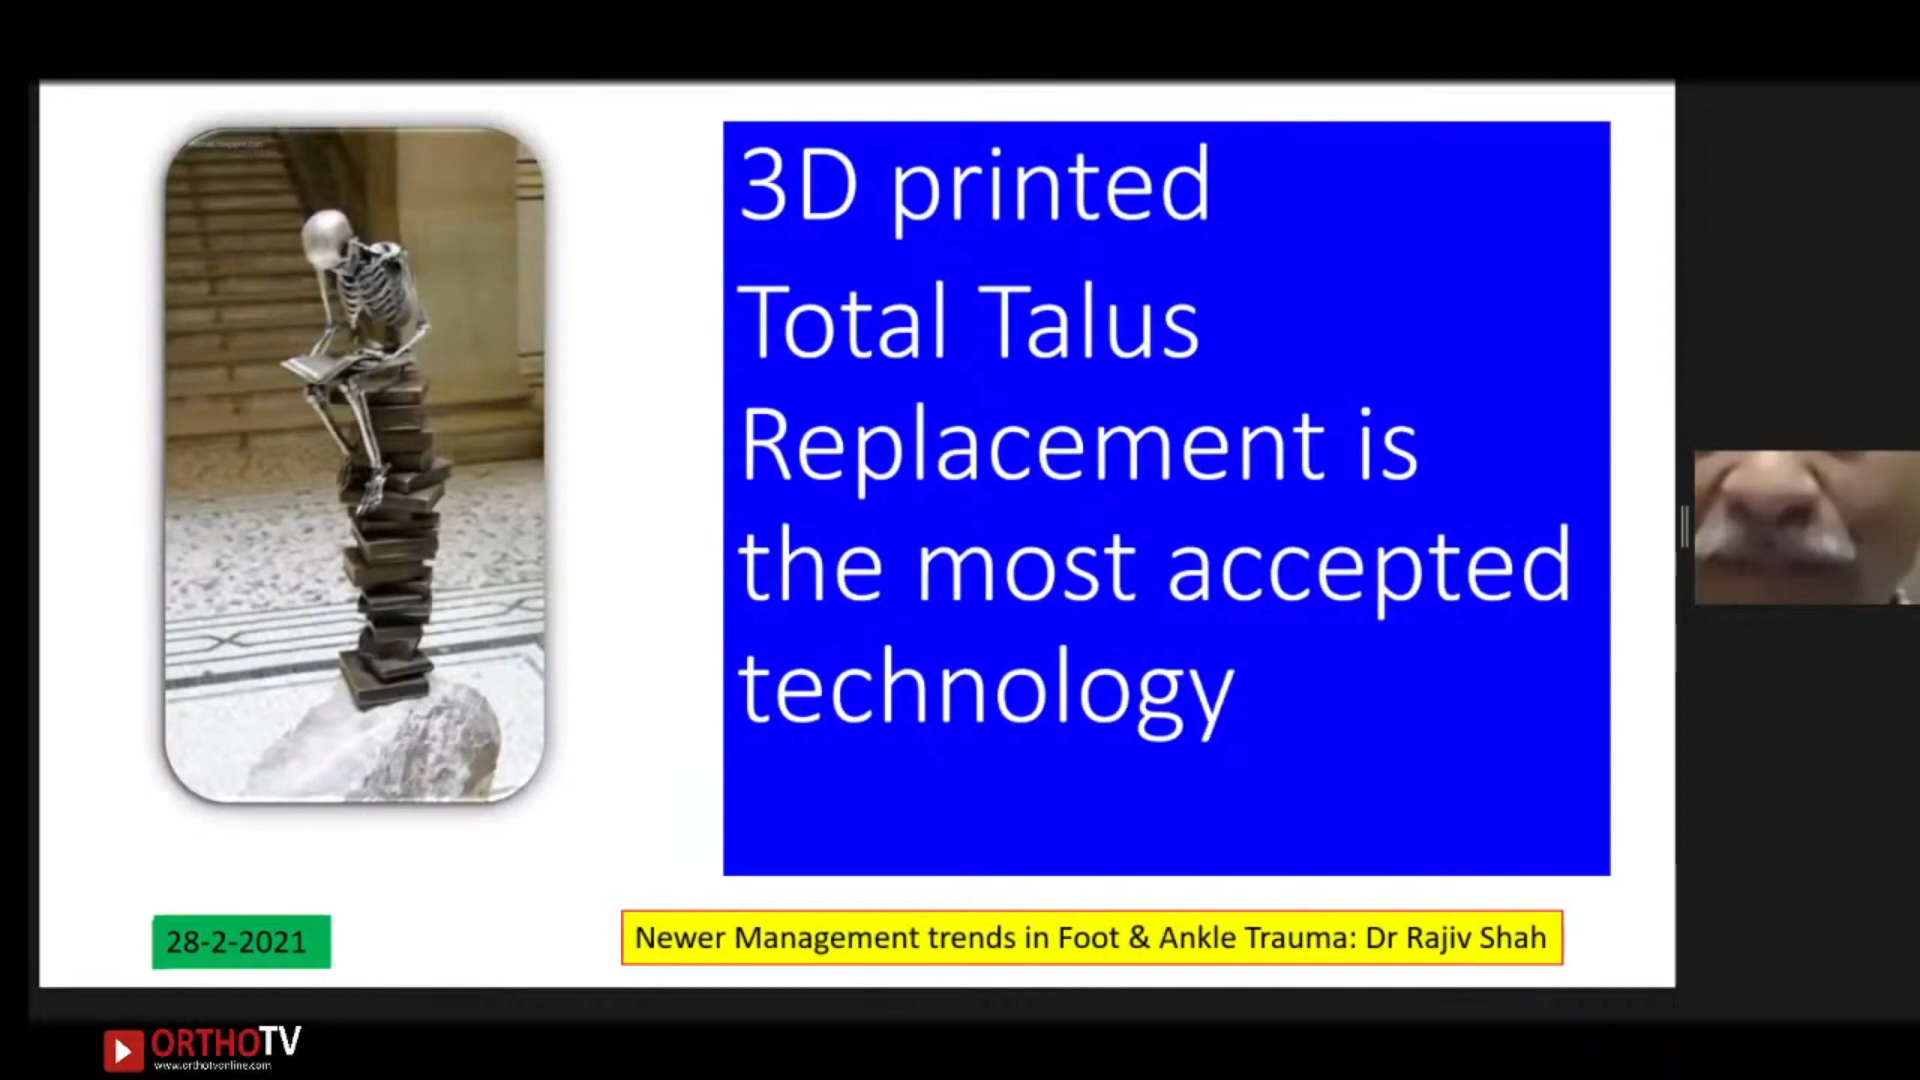 3D printed
Total Talus
Replacement is
the most accepted
technology
28-2-2021
Newer Management trends in Foot & Ankle Trauma: Dr Rajiv Shah
ORTHOTV
www.orthotvonline.com